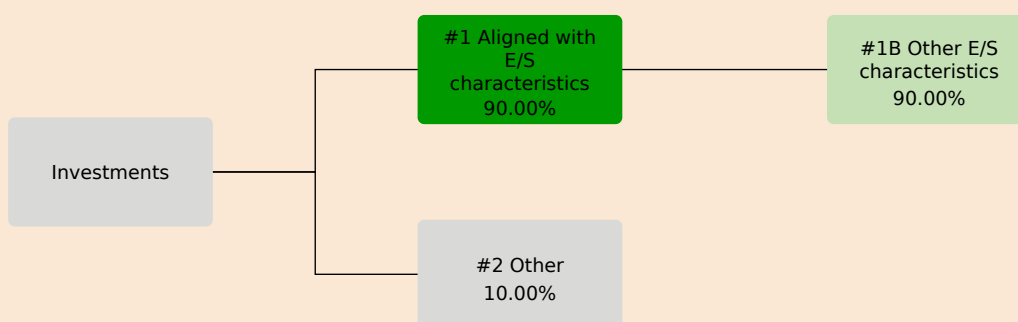 #1 Aligned with
E/S
characteristics
90.00%
#1B Other E/S
characteristics
90.00%
Investments
#2 Other
10.00%